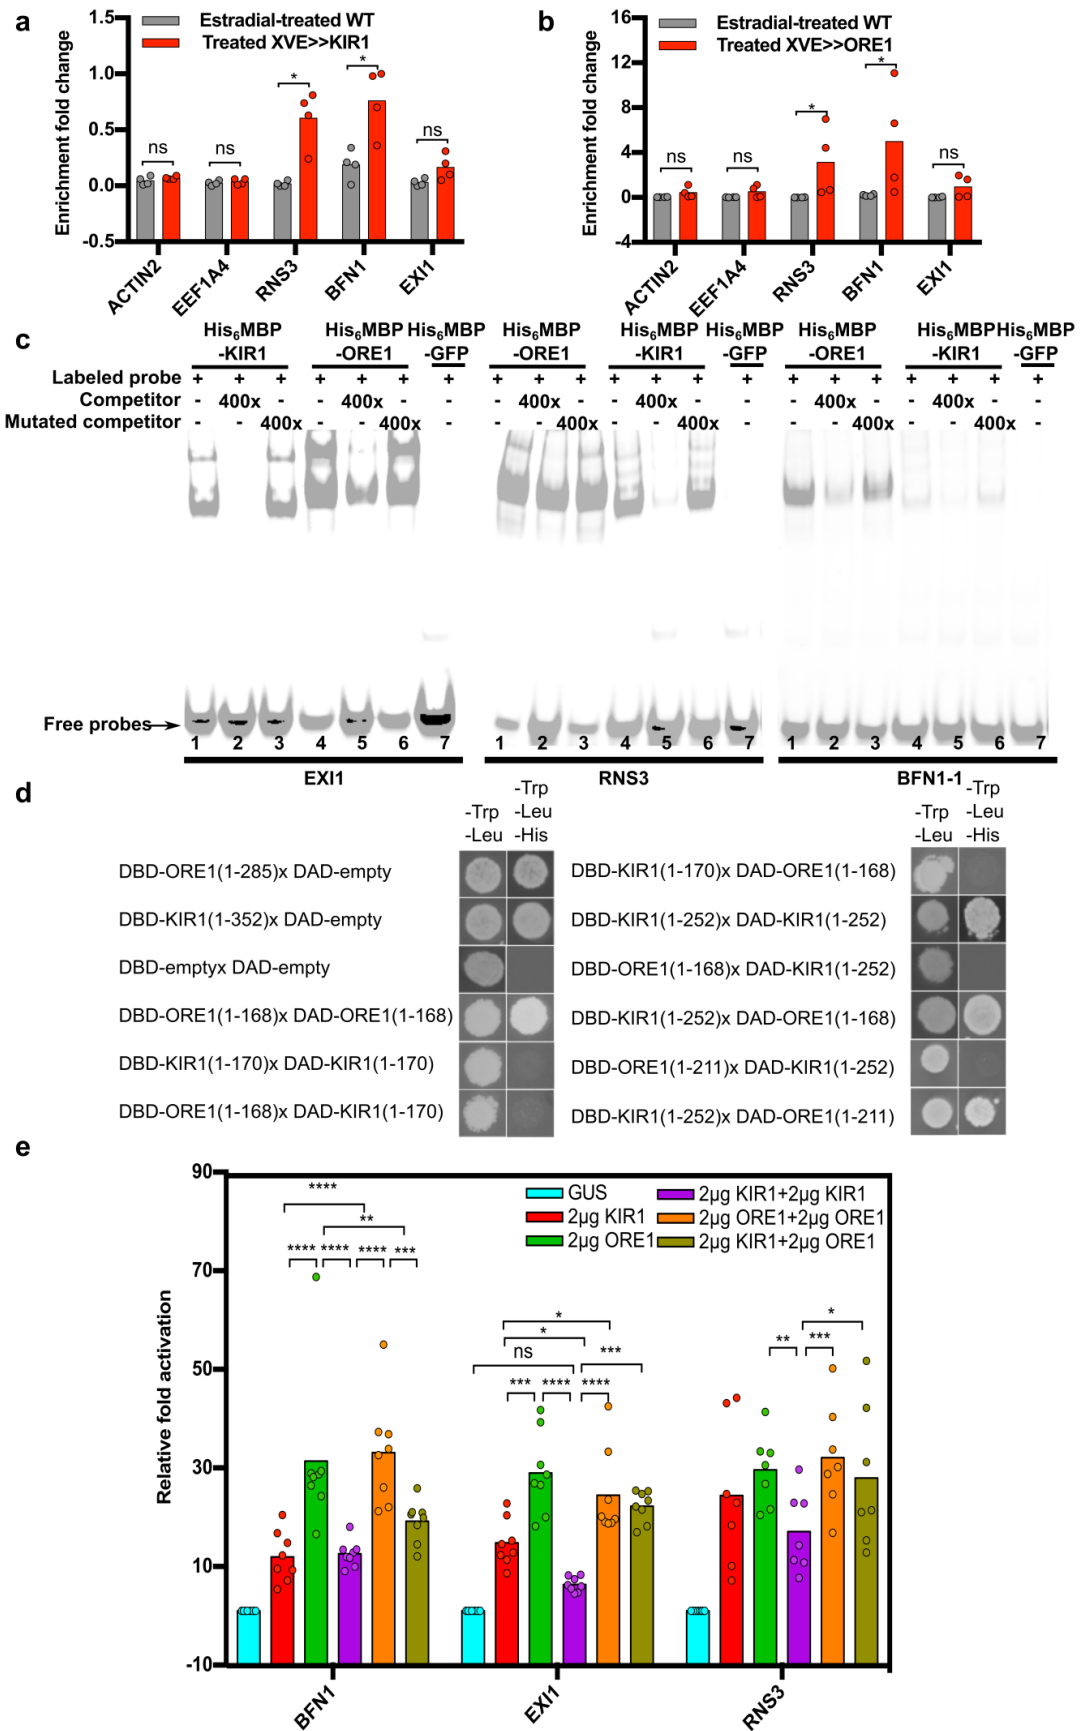 a
1.5
1.0
0.5
0.0
-0.5
Enrichment fold change
Estradial-treated WT
Treated XVE>>KIR1
ns
ns
*
*
ns
ACTIN2
EEF1A4
RNS3
BFN1
EXI1
b
16
12
8
4
0
-4
Enrichment fold change
Estradial-treated WT
Treated XVE>>ORE1
ns
ns
*
*
ns
ACTIN2
EEF1A4
RNS3
BFN1
EXI1
c
His₆MBP His₆MBP His₆MBP His₆MBP His₆MBP His₆MBP His₆MBP His₆MBP His₆MBP
-KIR1 -ORE1 -GFP -ORE1 -KIR1 -GFP -ORE1 -KIR1 -GFP
Labeled probe + + + + + + + + + + + + + + + + + + + + +
Competitor - 400x - - 400x - - - 400x - - 400x - - - 400x - - 400x - -
Mutated competitor - - 400x - - 400x - - - 400x - - 400x - - - 400x - - 400x -
Free probes
1 2 3 4 5 6 7 1 2 3 4 5 6 7 1 2 3 4 5 6 7
EXI1 RNS3 BFN1-1
d
-Trp
-Leu
-Trp
-Leu
-His
DBD-ORE1(1-285)x DAD-empty
DBD-KIR1(1-352)x DAD-empty
DBD-emptyx DAD-empty
DBD-ORE1(1-168)x DAD-ORE1(1-168)
DBD-KIR1(1-170)x DAD-KIR1(1-170)
DBD-ORE1(1-168)x DAD-KIR1(1-170)
-Trp
-Leu
-Trp
-Leu
-His
DBD-KIR1(1-170)x DAD-ORE1(1-168)
DBD-KIR1(1-252)x DAD-KIR1(1-252)
DBD-ORE1(1-168)x DAD-KIR1(1-252)
DBD-KIR1(1-252)x DAD-ORE1(1-168)
DBD-ORE1(1-211)x DAD-KIR1(1-252)
DBD-KIR1(1-252)x DAD-ORE1(1-211)
e
90
70
50
30
10
-10
Relative fold activation
GUS
2µg KIR1
2µg ORE1
2µg KIR1+2µg KIR1
2µg ORE1+2µg ORE1
2µg KIR1+2µg ORE1
****
**
**** **** **** ***
*
*
ns
***
*** **** ****
*
** ***
BFN1
EXI1
RNS3